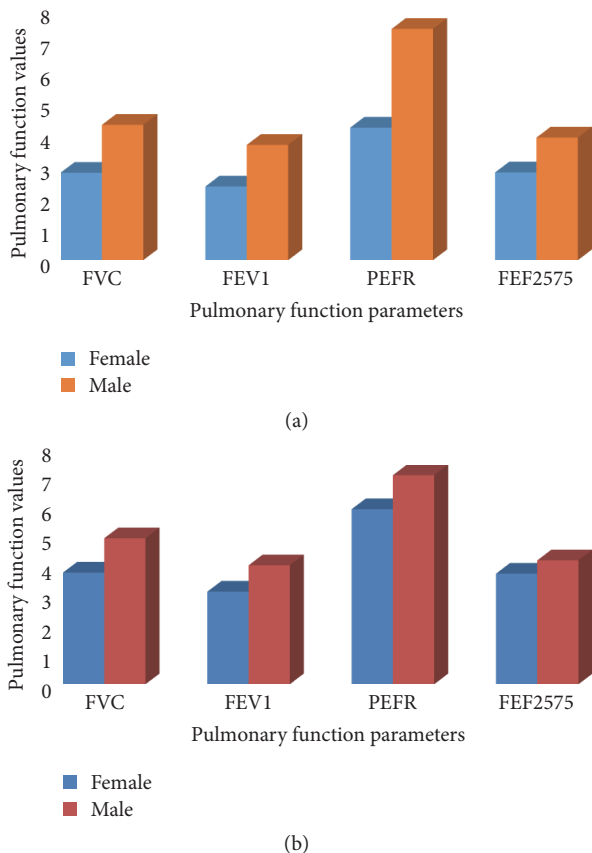 Pulmonary function values
8
7
6
5
4
3
2
1
0
FVC FEV1 PEFR FEF2575
Pulmonary function parameters
Female
Male
(a)
Pulmonary function values
8
7
6
5
4
3
2
1
0
FVC FEV1 PEFR FEF2575
Pulmonary function parameters
Female
Male
(b)